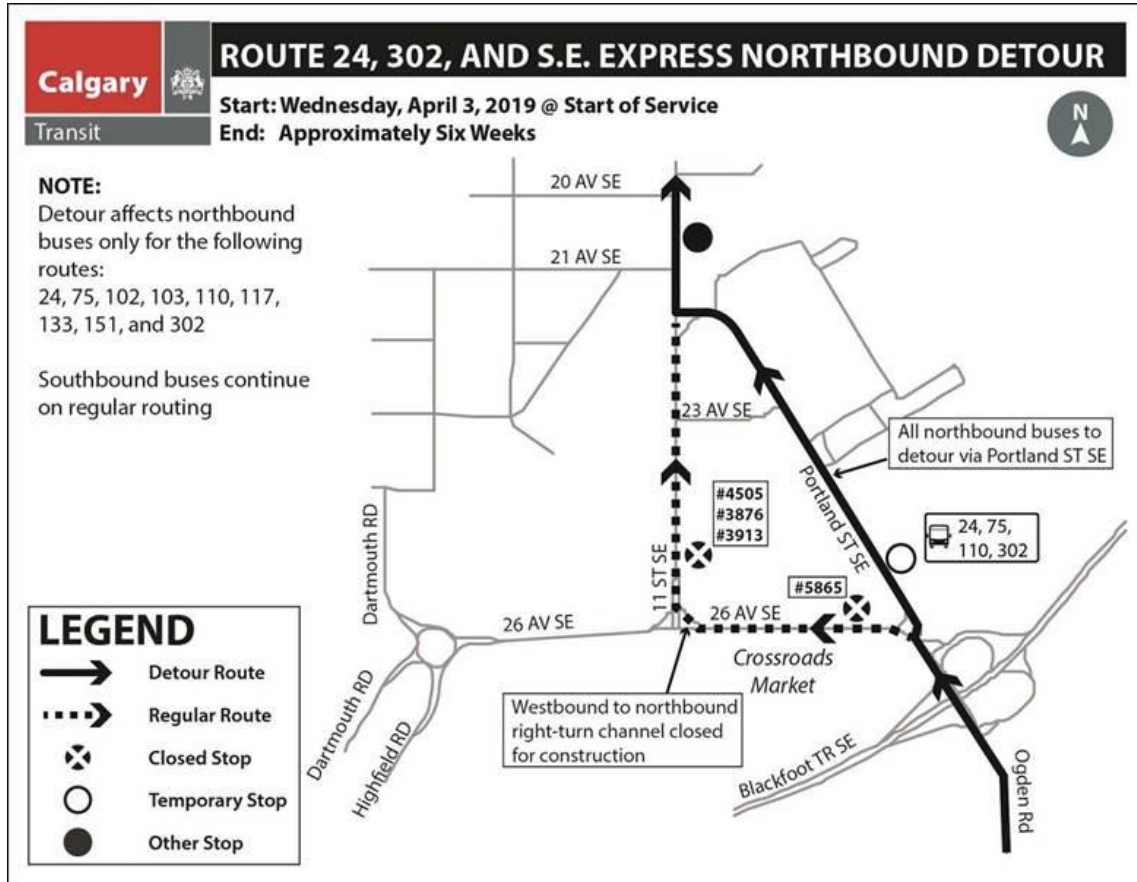 Calgary
Transit
ROUTE 24, 302, AND S.E. EXPRESS NORTHBOUND DETOUR
Start: Wednesday, April 3, 2019 @ Start of Service
End: Approximately Six Weeks
N
NOTE:
Detour affects northbound
buses only for the following
routes:
24, 75, 102, 103, 110, 117,
133, 151, and 302
Southbound buses continue
on regular routing
20 AV SE
21 AV SE
23 AV SE
All northbound buses to
detour via Portland ST SE
Portland ST SE
#4505
#3876
#3913
24, 75,
110, 302
11 ST SE
#5865
Dartmouth RD
26 AV SE
26 AV SE
Crossroads
Market
Westbound to northbound
right-turn channel closed
for construction
Dartmouth RD
Highfield RD
Blackfoot TR SE
Ogden Rd
LEGEND
Detour Route
Regular Route
Closed Stop
Temporary Stop
Other Stop